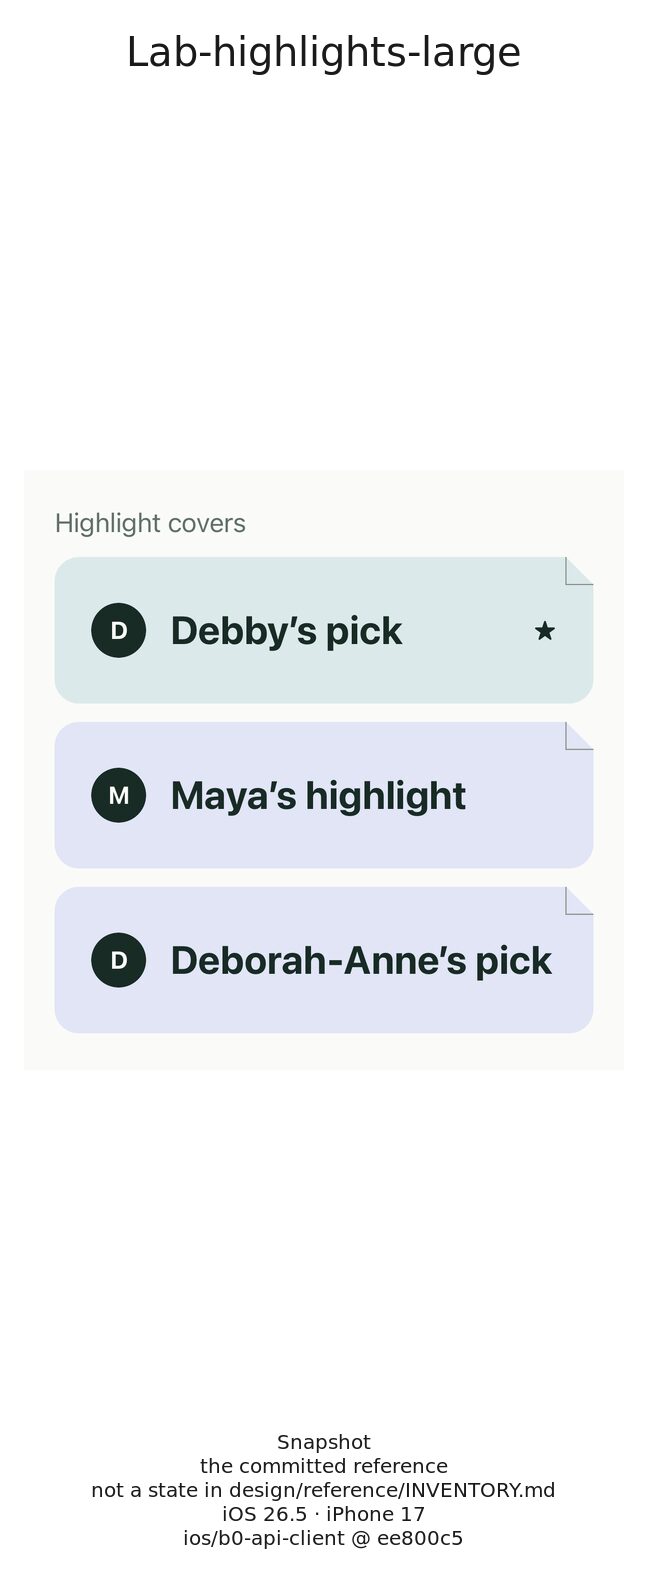 Lab-highlights-large
Highlight covers
D Debby’s pick ★
M Maya’s highlight
D Deborah-Anne’s pick
Snapshot
the committed reference
not a state in design/reference/INVENTORY.md
iOS 26.5 · iPhone 17
ios/b0-api-client @ ee800c5